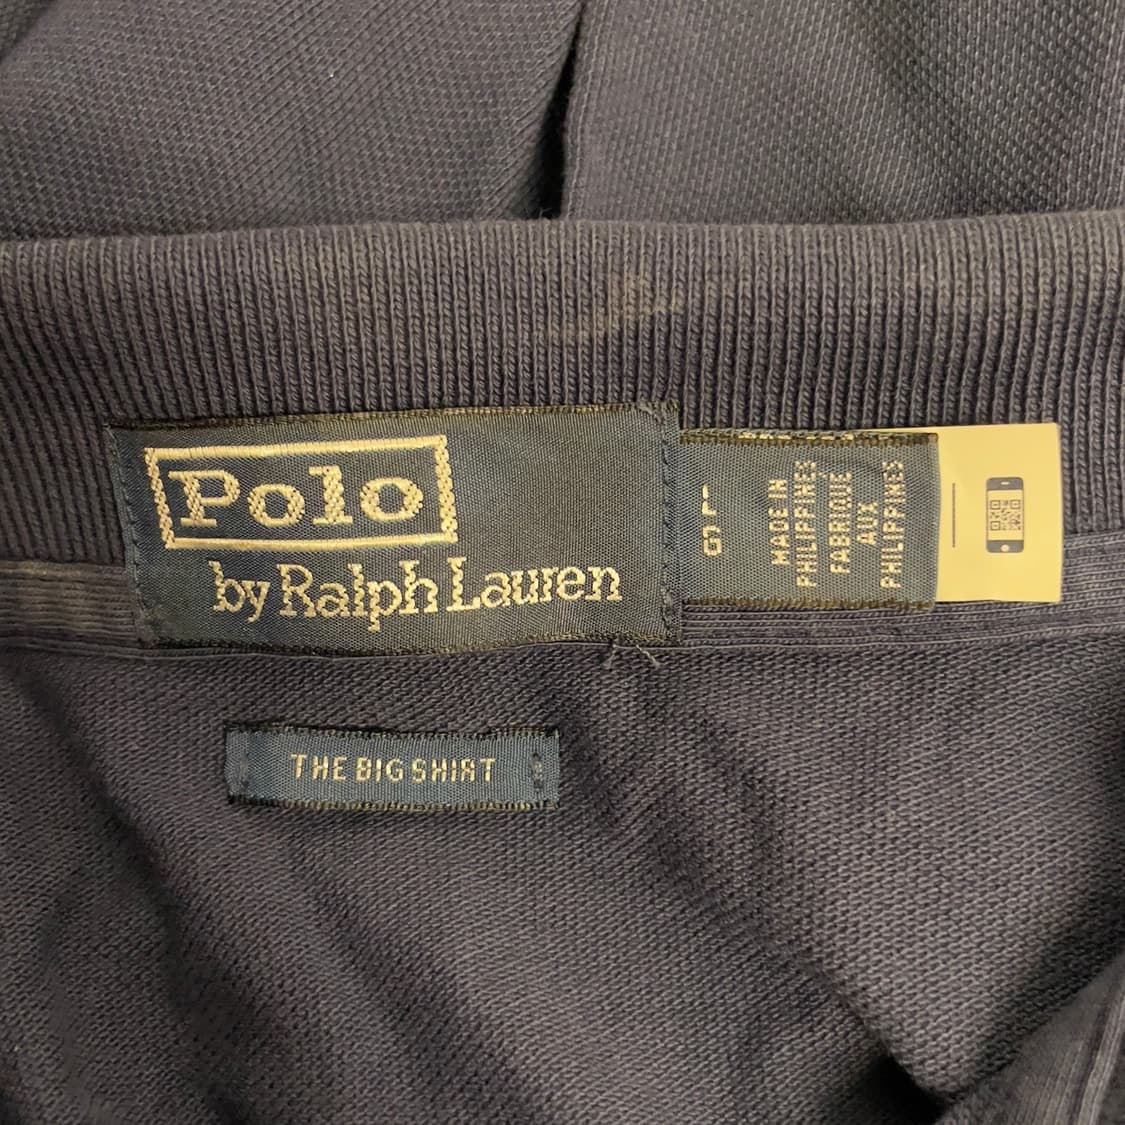 Polo
by Ralph Lauren
MADE IN
PHILIPPINES
FABRIQUE
AUX
PHILIPPINES
THE BIG SHIRT